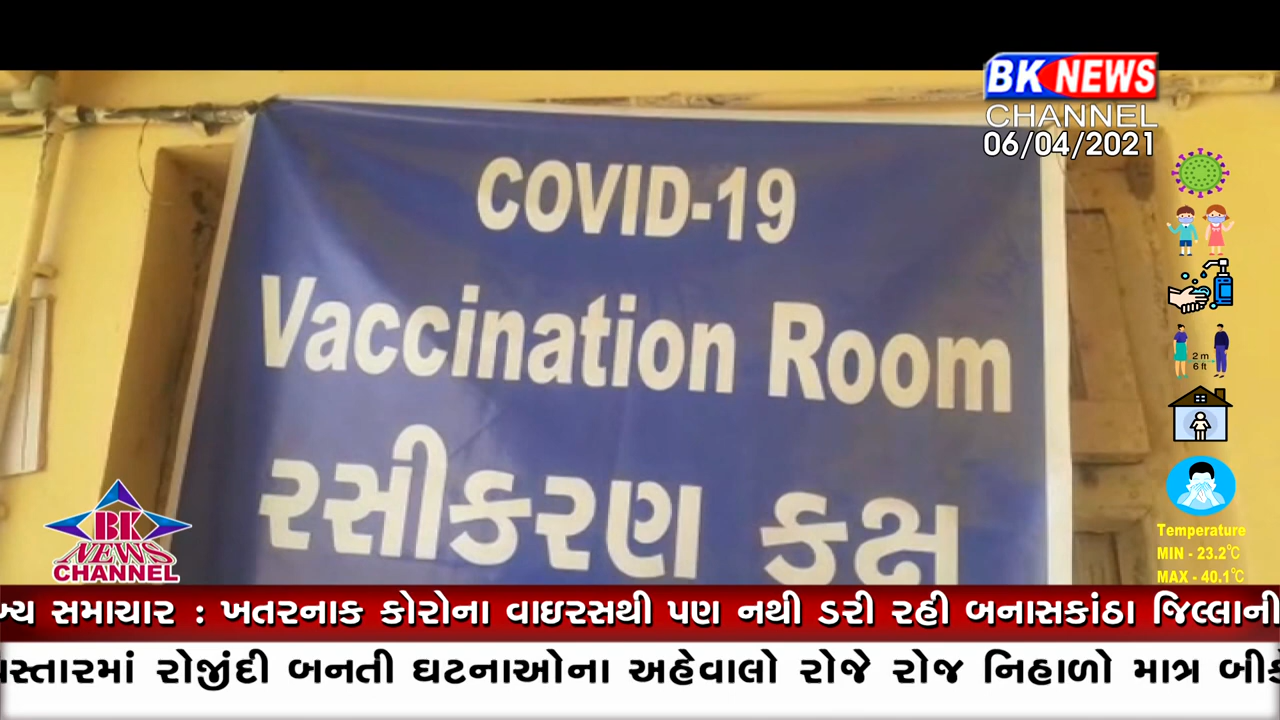 BK NEWS
CHANNEL
06/04/2021
COVID-19
Vaccination Room
રસીકરણ કક્ષ
2 m
6 ft
BK
NEWS
CHANNEL
Temperature
MIN - 23.2℃
MAX - 40.1℃
સમાચાર : ખતરનાક કોરોના વાઇરસથી પણ નથી ડરી રહી બનાસકાંઠા જિલ્લાની
રોજીંદી બનતી ઘટનાઓના અહેવાલો રોજે રોજ નિહાળો માત્ર